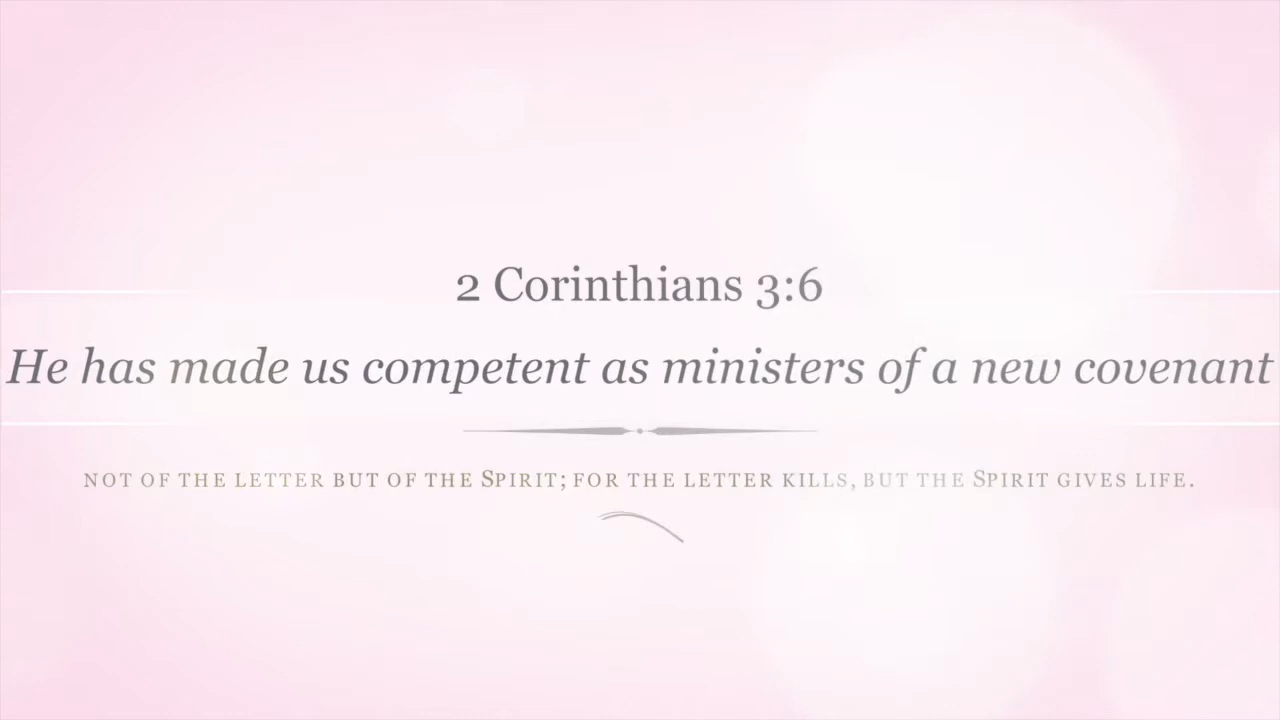 2 Corinthians 3:6
He has made us competent as ministers of a new covenant
NOT OF THE LETTER BUT OF THE SPIRIT; FOR THE LETTER KILLS, BUT THE SPIRIT GIVES LIFE.